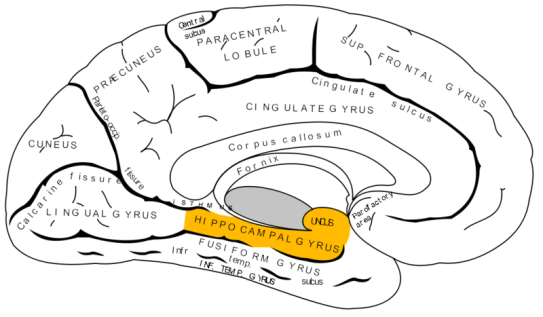 Central
sulcus
PARACENTRAL
LOBULE
SUP. FRONTAL GYRUS
PRÆCUNEUS
Cingulate sulcus
CINGULATE GYRUS
Parieto-occip.
fissure
CUNEUS
Corpus callosum
Fornix
Calcarine fissure
ISTHMUS
LINGUAL GYRUS
HIPPOCAMPAL GYRUS
UNCUS
Parolfactory
area
FUSIFORM GYRUS
Infr
temp.
sulcus
INF. TEMP. GYRUS